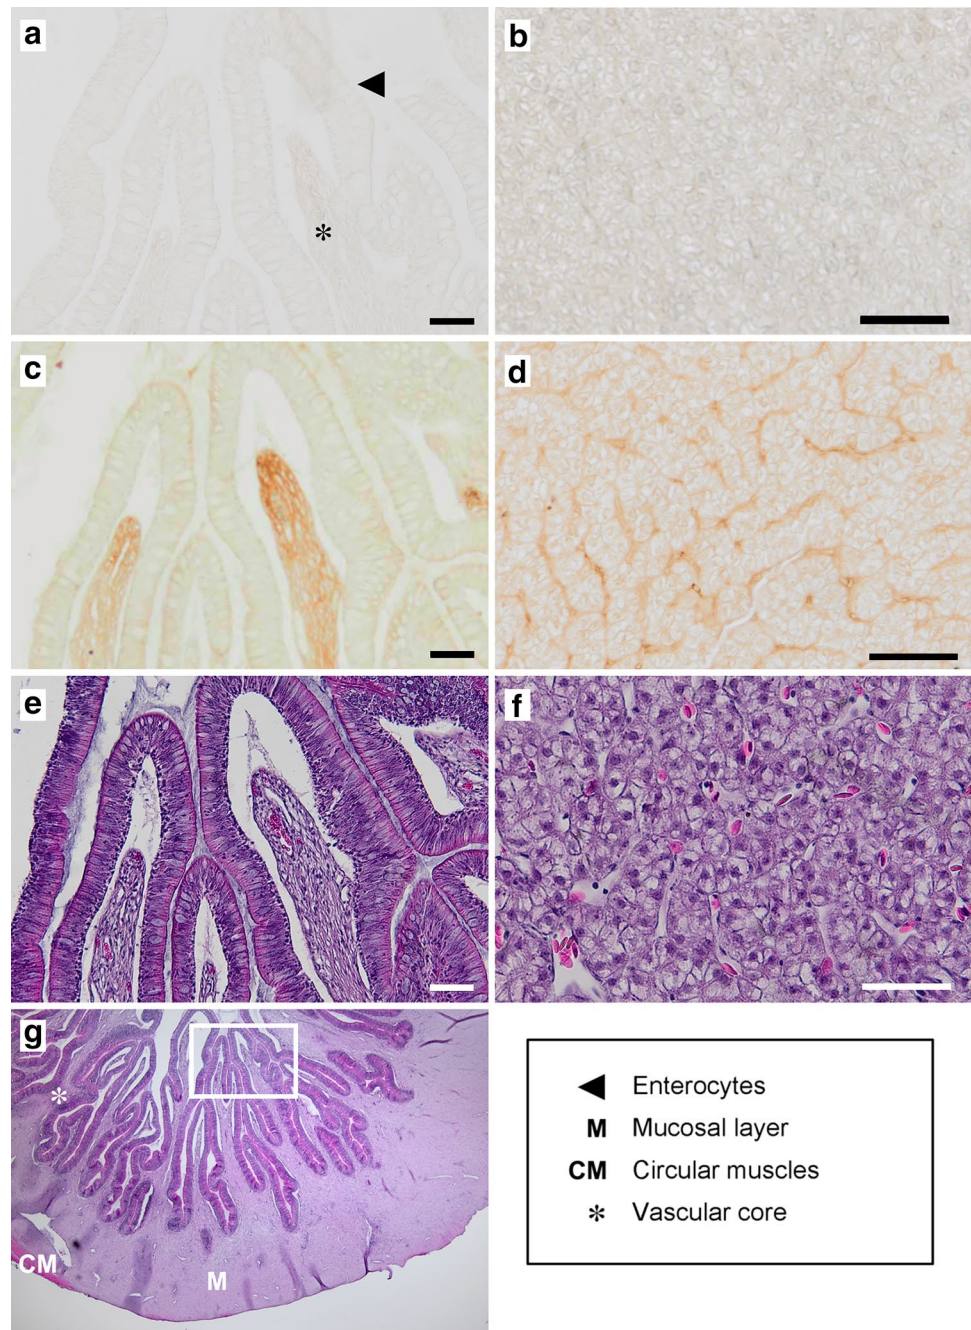 a
b
*
c
d
e
f
g
*
CM
M
Enterocytes
M Mucosal layer
CM Circular muscles
* Vascular core